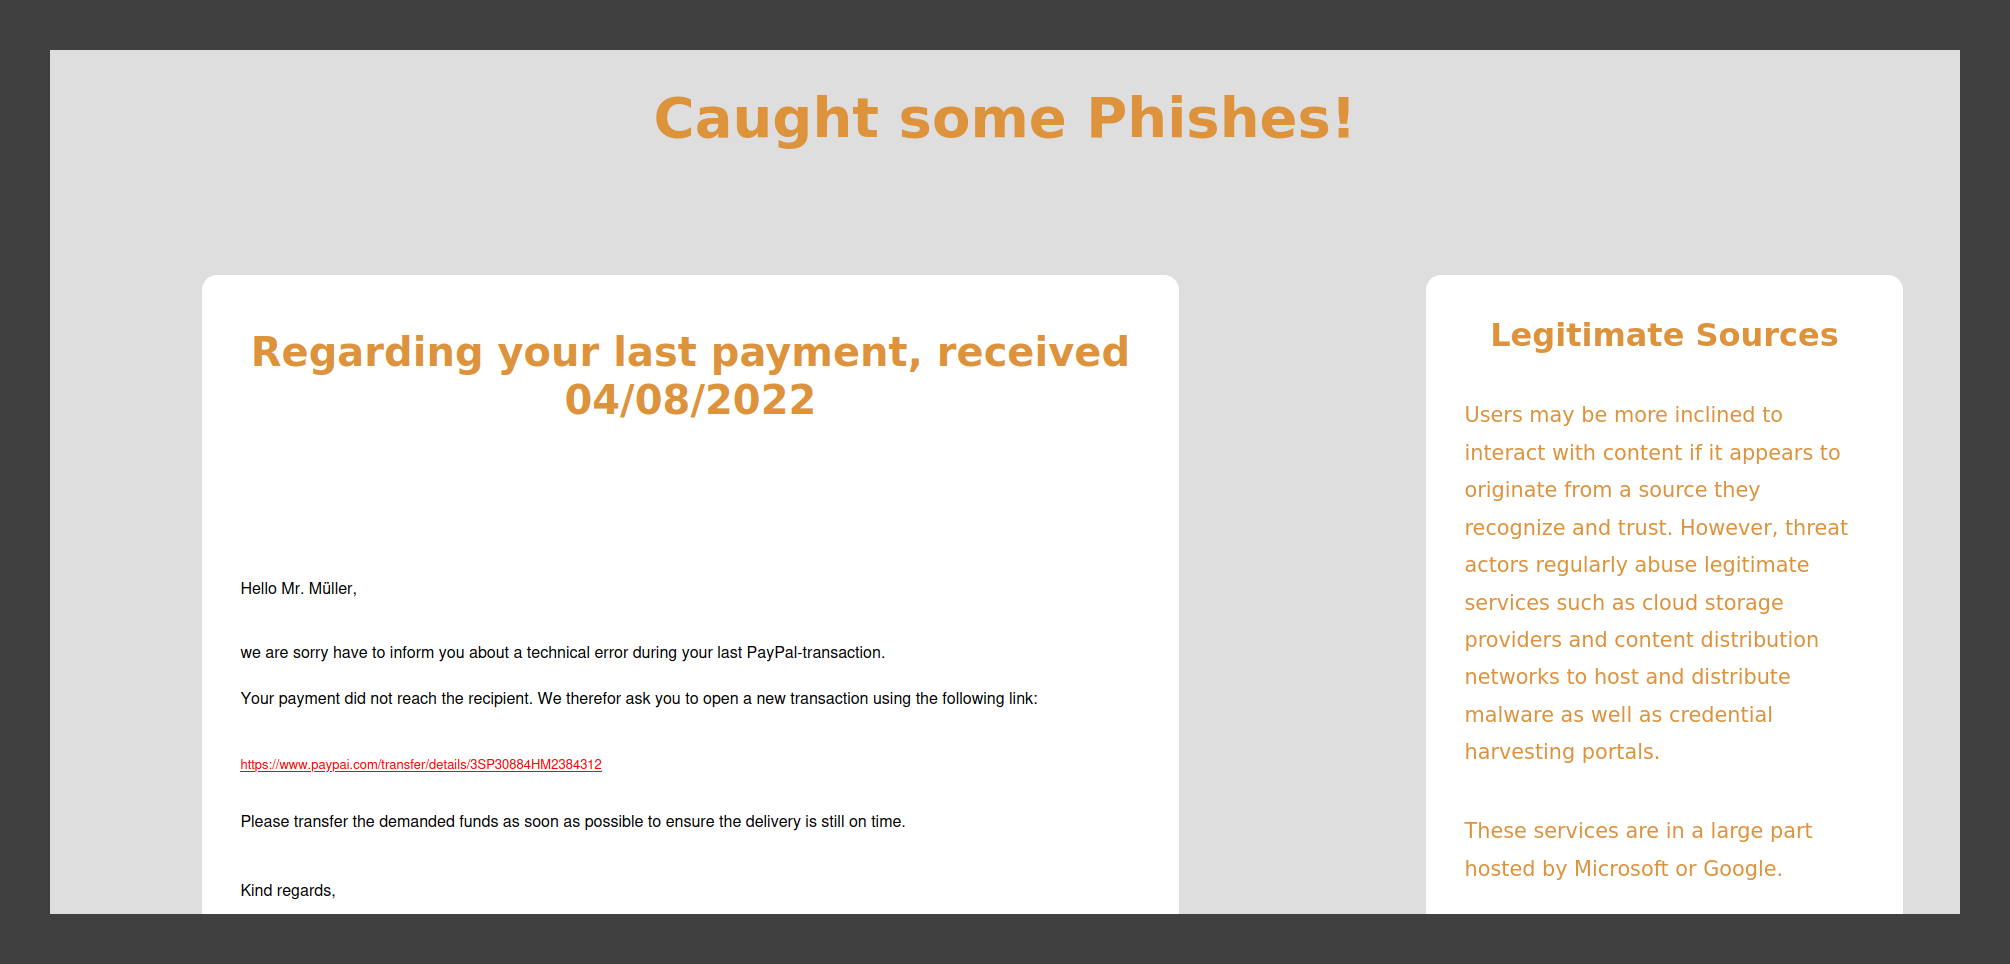 Caught some Phishes!
Regarding your last payment, received
04/08/2022
Hello Mr. Müller,
we are sorry have to inform you about a technical error during your last PayPal-transaction.
Your payment did not reach the recipient. We therefor ask you to open a new transaction using the following link:
https://www.paypai.com/transfer/details/3SP30884HM2384312
Please transfer the demanded funds as soon as possible to ensure the delivery is still on time.
Kind regards,
Legitimate Sources
Users may be more inclined to
interact with content if it appears to
originate from a source they
recognize and trust. However, threat
actors regularly abuse legitimate
services such as cloud storage
providers and content distribution
networks to host and distribute
malware as well as credential
harvesting portals.
These services are in a large part
hosted by Microsoft or Google.